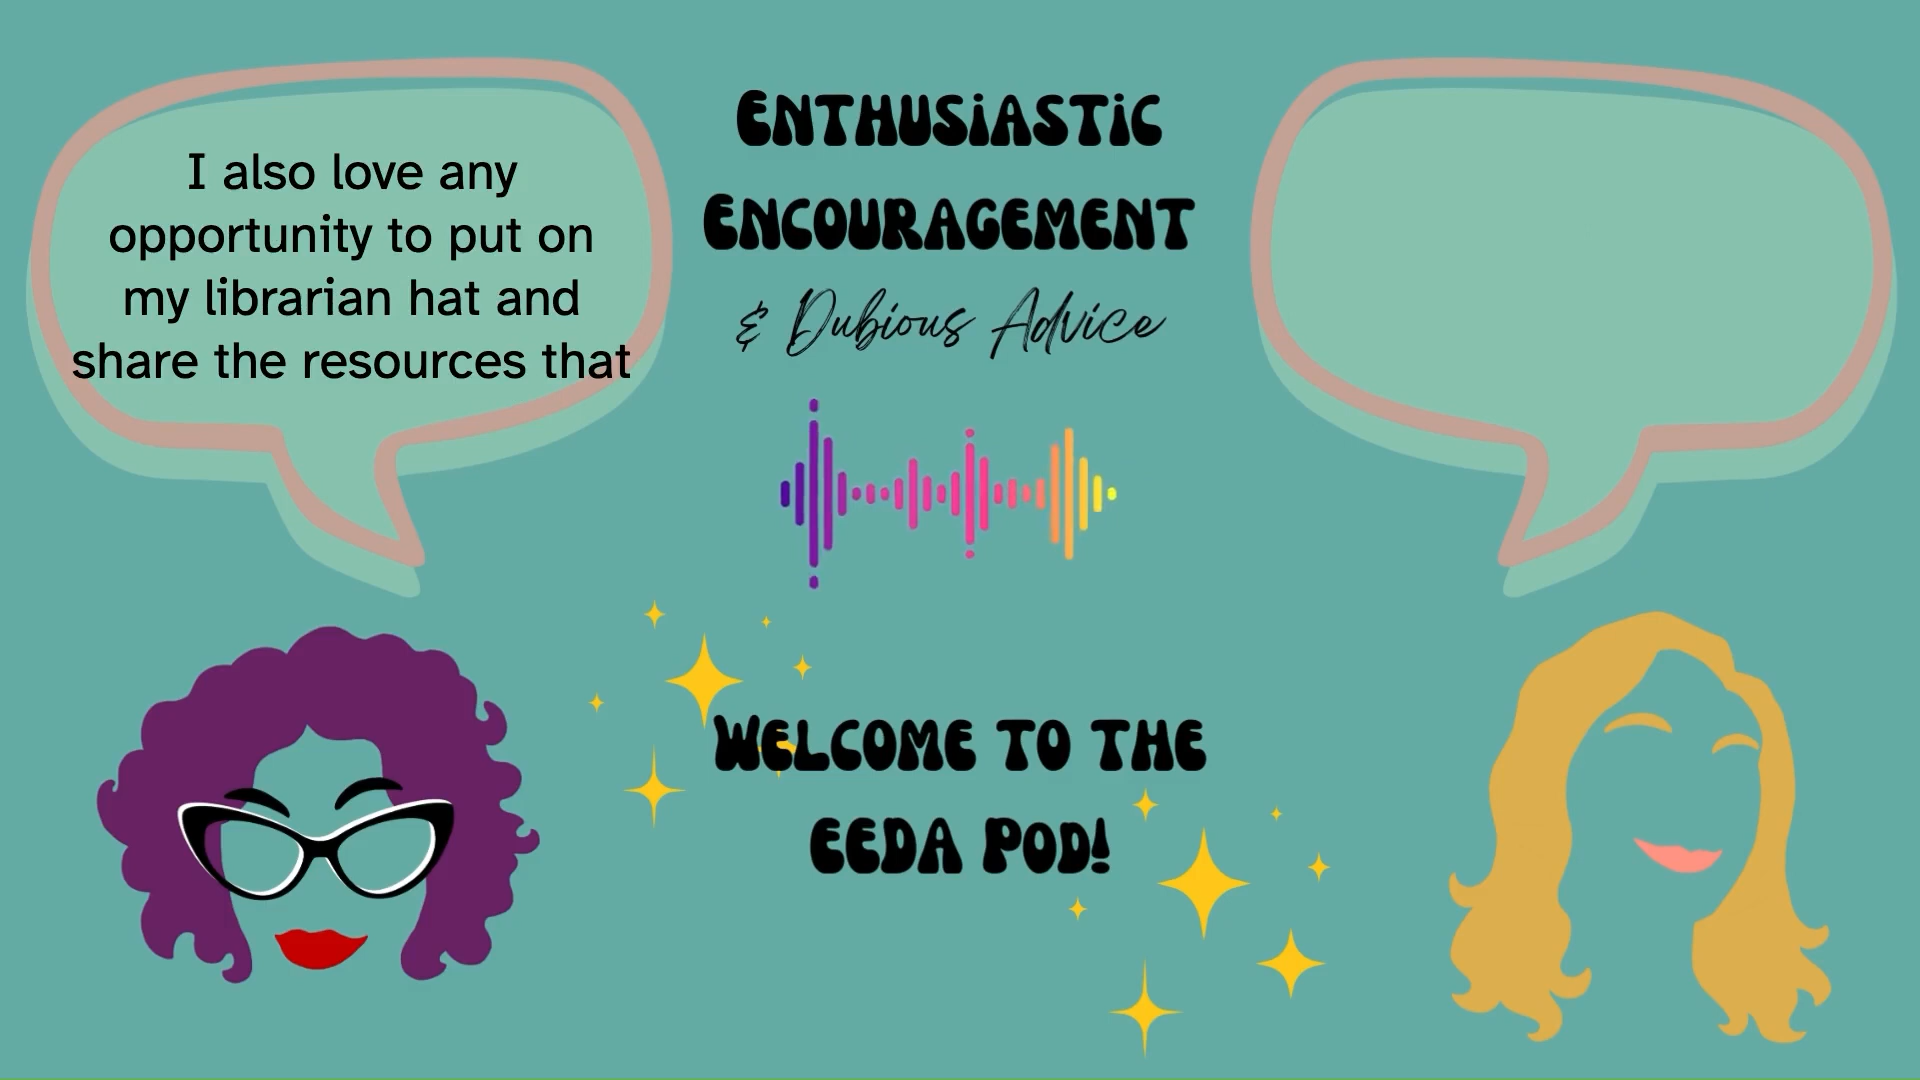 I also love any
opportunity to put on
my librarian hat and
share the resources that
ENTHUSiASTiC
ENCOURAGEMENT
& Dubious Advice
WELCOME TO THE
EEDA POD!